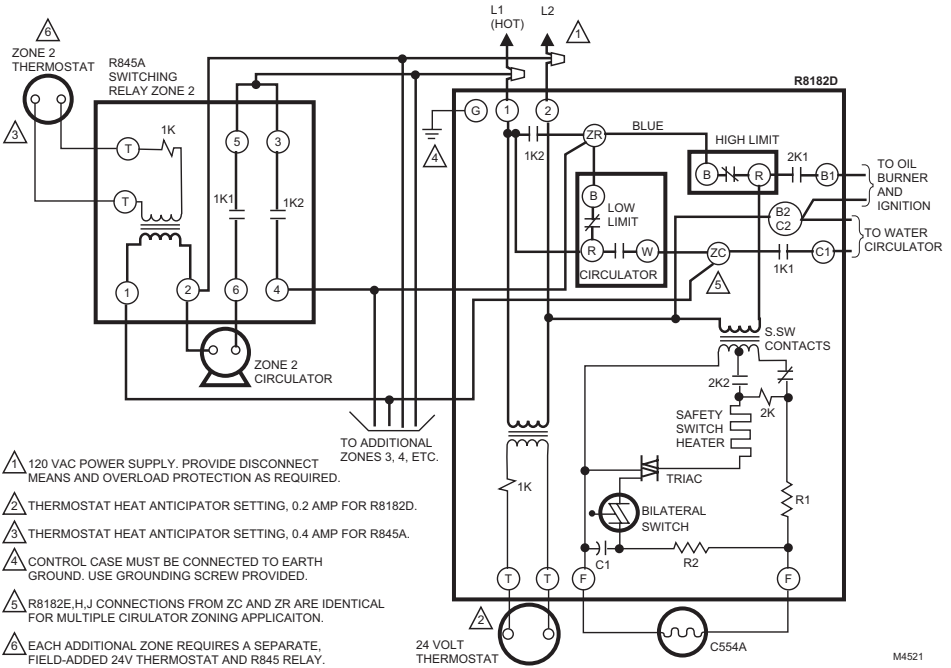 L1
(HOT)
L2
1
6
ZONE 2
THERMOSTAT
R845A
SWITCHING
RELAY ZONE 2
R8182D
3
T
1K
5
3
G
1
2
4
1K2
ZR
BLUE
HIGH LIMIT
B
R
2K1
B1
TO OIL
BURNER
AND
IGNITION
T
1K1
1K2
B
LOW
LIMIT
R
W
CIRCULATOR
B2
C2
ZC
5
1K1
C1
TO WATER
CIRCULATOR
1
2
6
4
ZONE 2
CIRCULATOR
S.SW
CONTACTS
2K2
2K
SAFETY
SWITCH
HEATER
TRIAC
TO ADDITIONAL
ZONES 3, 4, ETC.
1K
BILATERAL
SWITCH
R1
C1
R2
T
T
F
F
2
24 VOLT
THERMOSTAT
C554A
1 120 VAC POWER SUPPLY. PROVIDE DISCONNECT
MEANS AND OVERLOAD PROTECTION AS REQUIRED.
2 THERMOSTAT HEAT ANTICIPATOR SETTING, 0.2 AMP FOR R8182D.
3 THERMOSTAT HEAT ANTICIPATOR SETTING, 0.4 AMP FOR R845A.
4 CONTROL CASE MUST BE CONNECTED TO EARTH
GROUND. USE GROUNDING SCREW PROVIDED.
5 R8182E,H,J CONNECTIONS FROM ZC AND ZR ARE IDENTICAL
FOR MULTIPLE CIRULATOR ZONING APPLICAITON.
6 EACH ADDITIONAL ZONE REQUIRES A SEPARATE,
FIELD-ADDED 24V THERMOSTAT AND R845 RELAY.
M4521